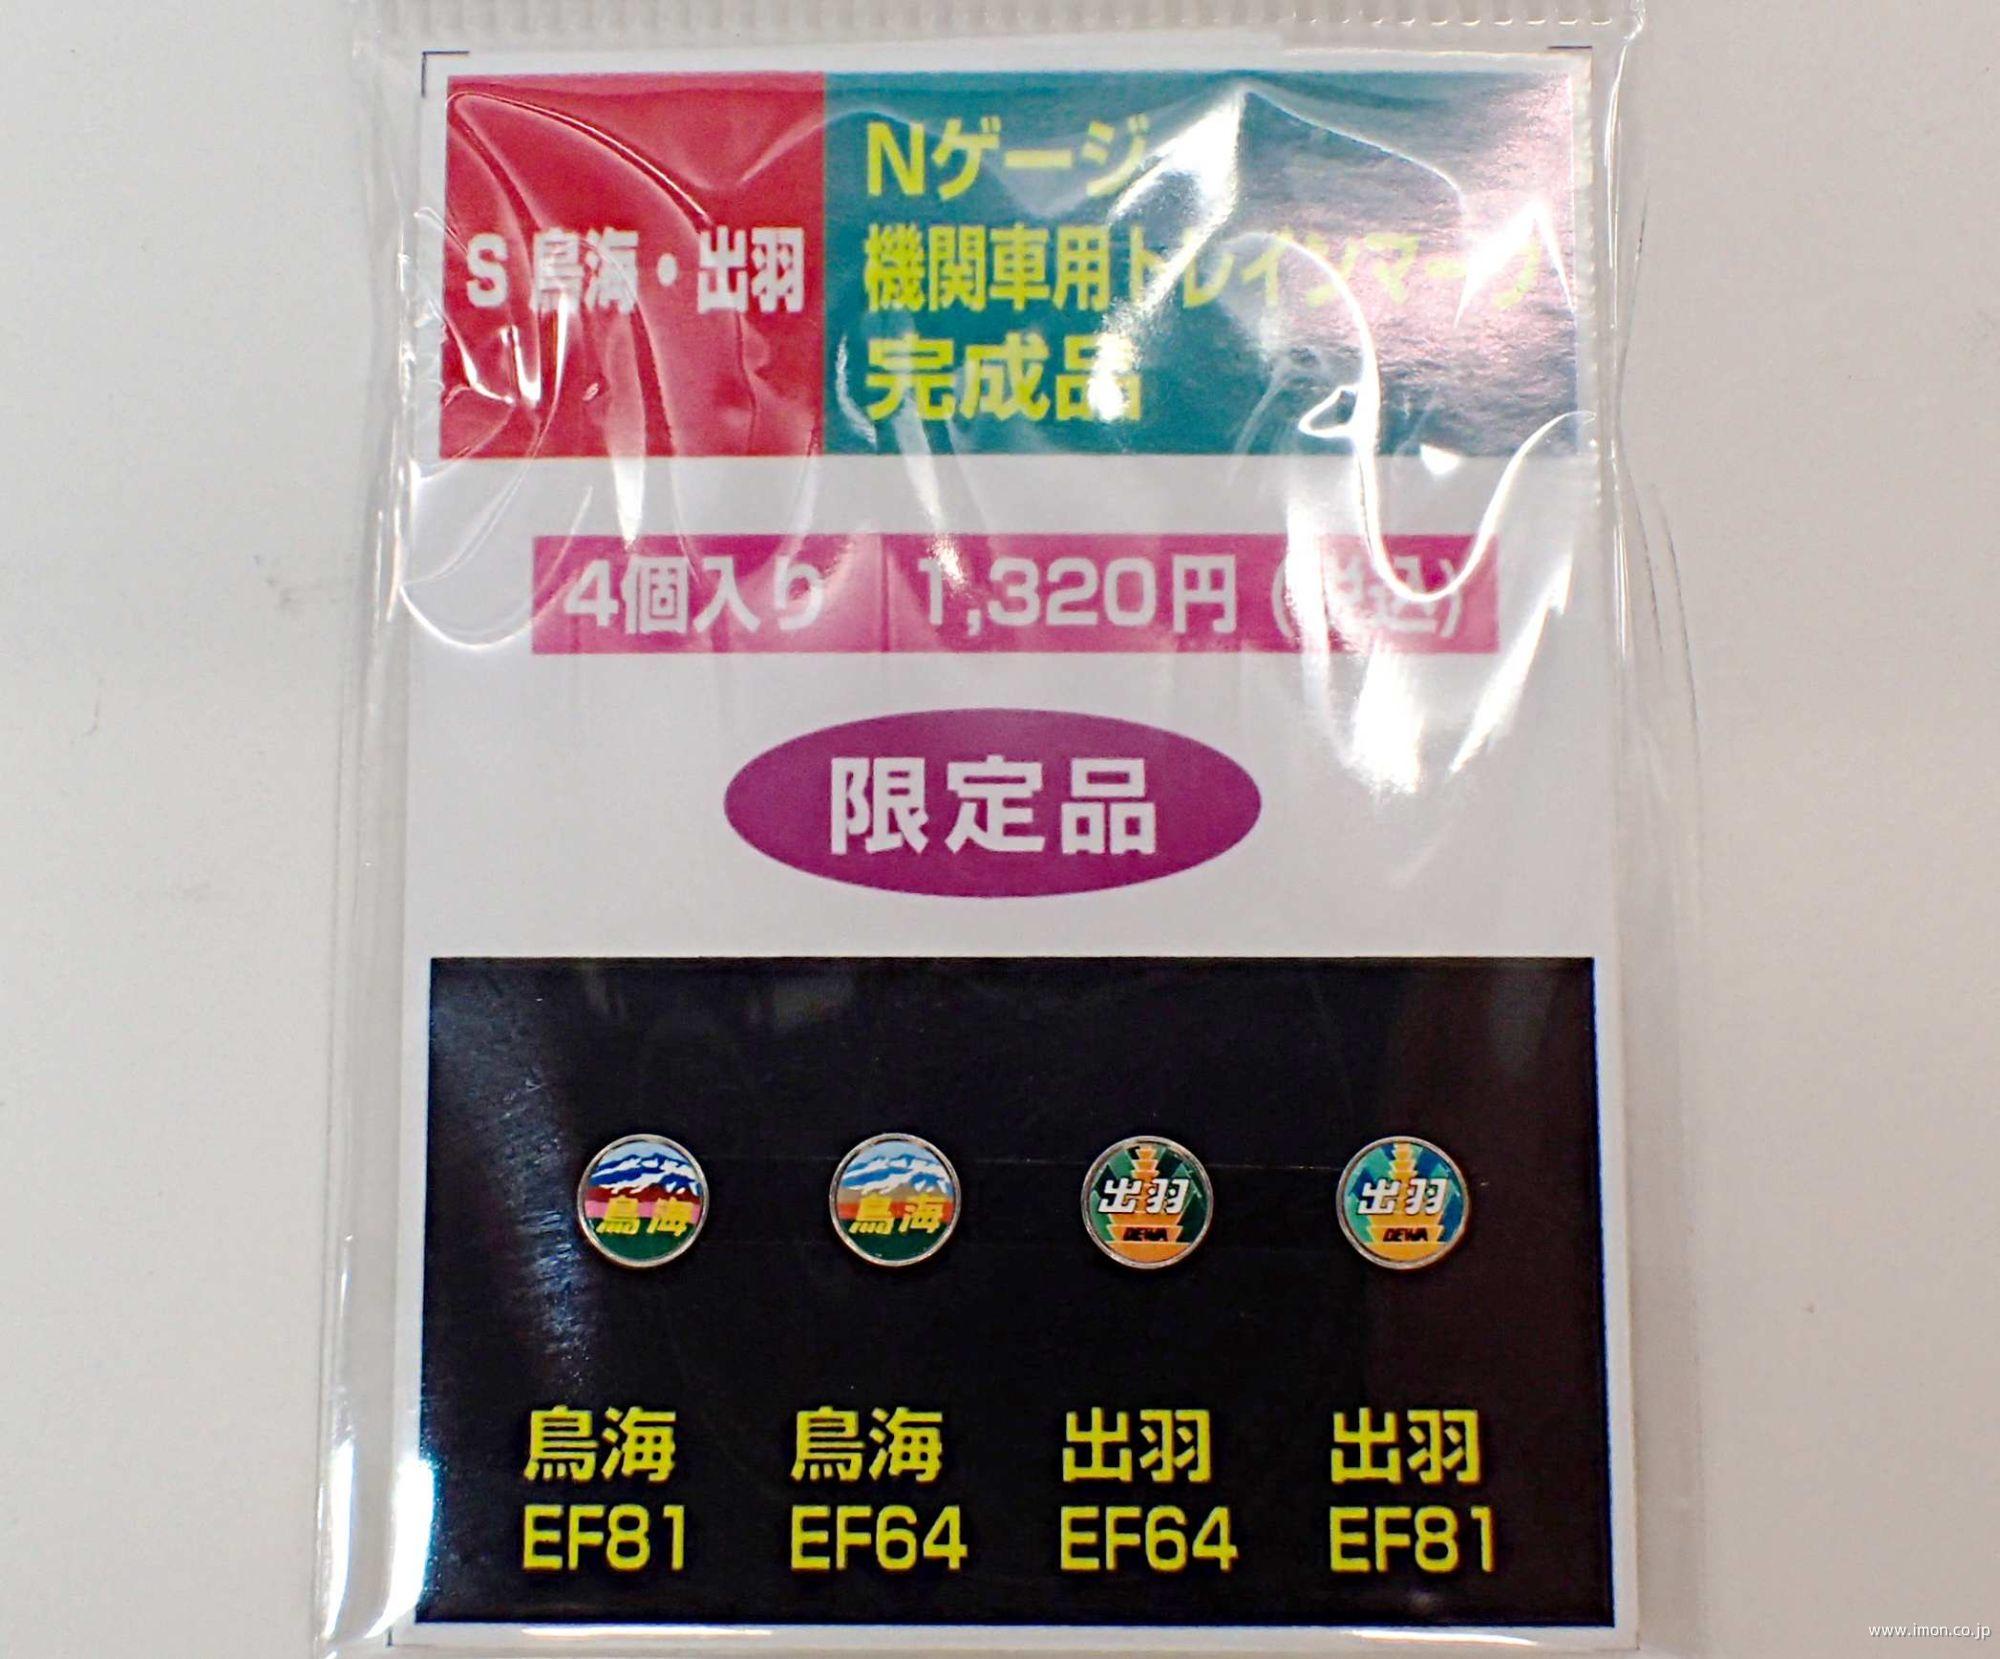 S 鳥海・出羽
Nゲージ
機関車用トレインマーク
完成品
4個入り 1,320円(税込)
限定品
鳥海
鳥海
出羽
DEWA
出羽
DEWA
鳥海
EF81
鳥海
EF64
出羽
EF64
出羽
EF81
www.imon.co.jp